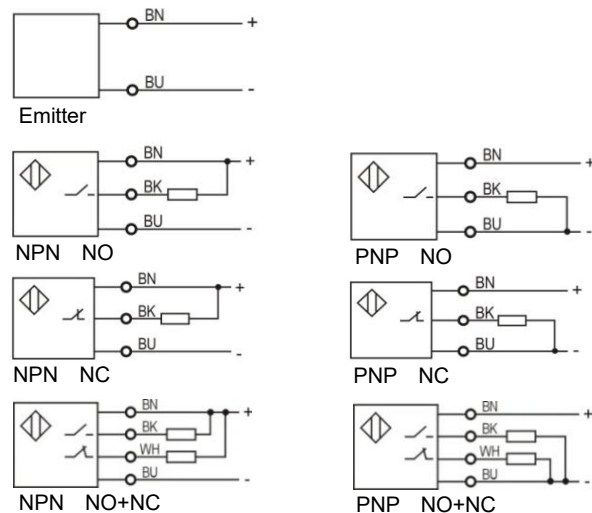 BN +
BU -
Emitter
BN +
BK
BU -
NPN NO
BN +
BK
BU -
PNP NO
BN +
BK
BU -
NPN NC
BN +
BK
BU -
PNP NC
BN +
BK
WH
BU -
NPN NO+NC
BN +
BK
WH
BU -
PNP NO+NC